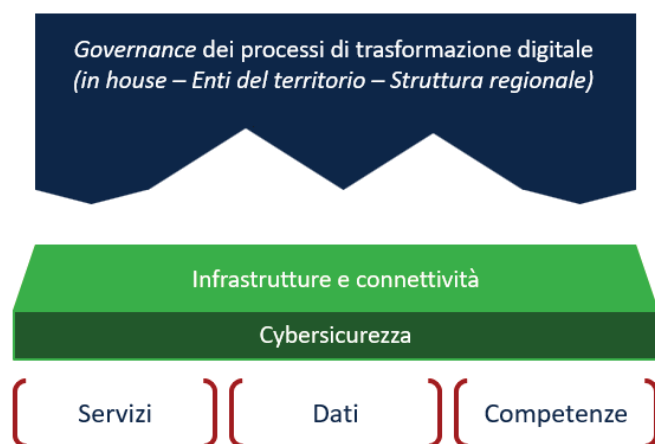 Governance dei processi di trasformazione digitale
(in house – Enti del territorio – Struttura regionale)
Infrastrutture e connettività
Cybersicurezza
Servizi
Dati
Competenze